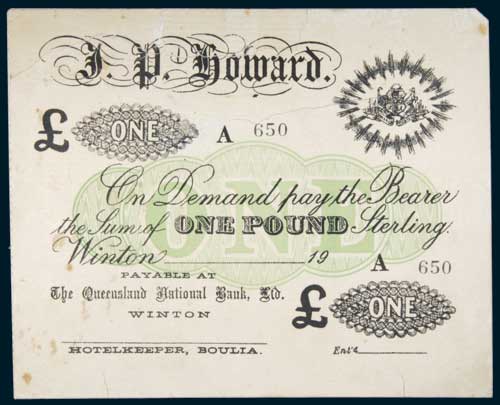 J. P. Howard.
£ ONE A 650
On Demand pay the Bearer
the Sum of ONE POUND Sterling.
ONE
Winton 19
A 650
PAYABLE AT
The Queensland National Bank, Ltd.
WINTON
£ ONE
HOTELKEEPER, BOULIA. Ent'd